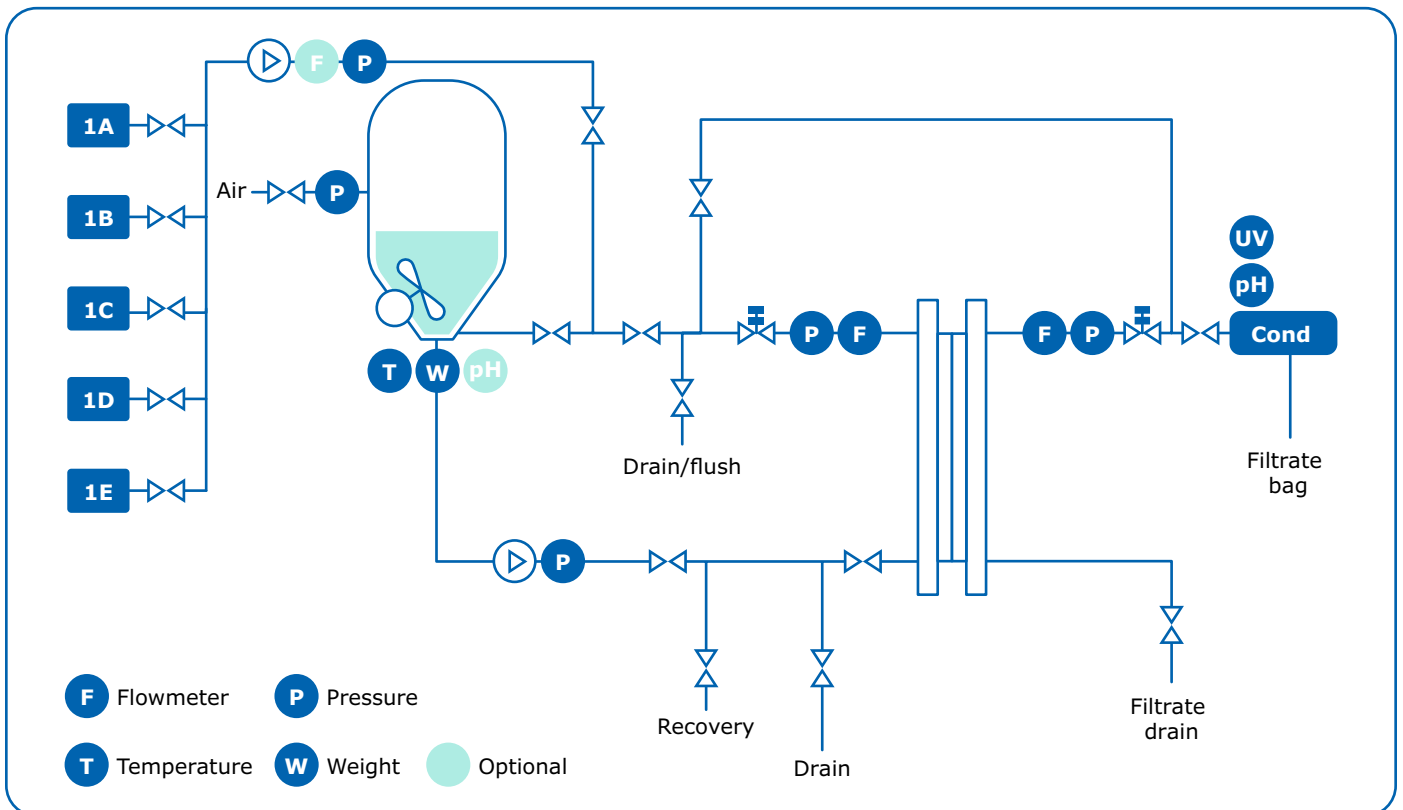 F
P
1A
Air
P
1B
UV
pH
1C
P
F
F
P
Cond
T
W
pH
1D
Drain/flush
Filtrate
bag
1E
P
F Flowmeter
P Pressure
Recovery
Filtrate
drain
T Temperature
W Weight
Optional
Drain